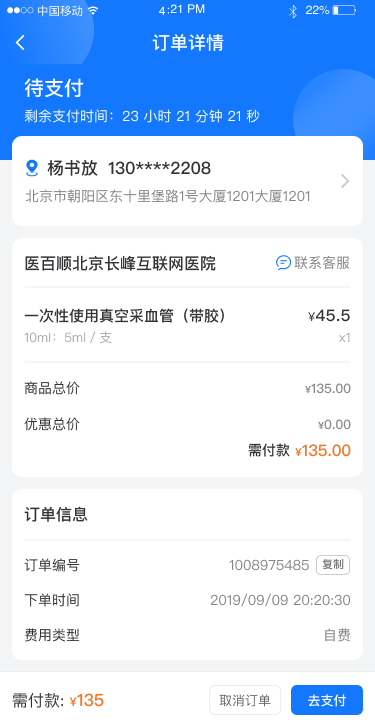 中国移动 4:21 PM 22%
订单详情
待支付
剩余支付时间：23 小时 21 分钟 21 秒
杨书放 130****2208
北京市朝阳区东十里堡路1号大厦1201大厦1201
医百顺北京长峰互联网医院 联系客服
一次性使用真空采血管（带胶） ¥45.5
10ml：5ml / 支 x1
商品总价 ¥135.00
优惠总价 ¥0.00
需付款 ¥135.00
订单信息
订单编号 1008975485 复制
下单时间 2019/09/09 20:20:30
费用类型 自费
需付款: ¥135 取消订单 去支付